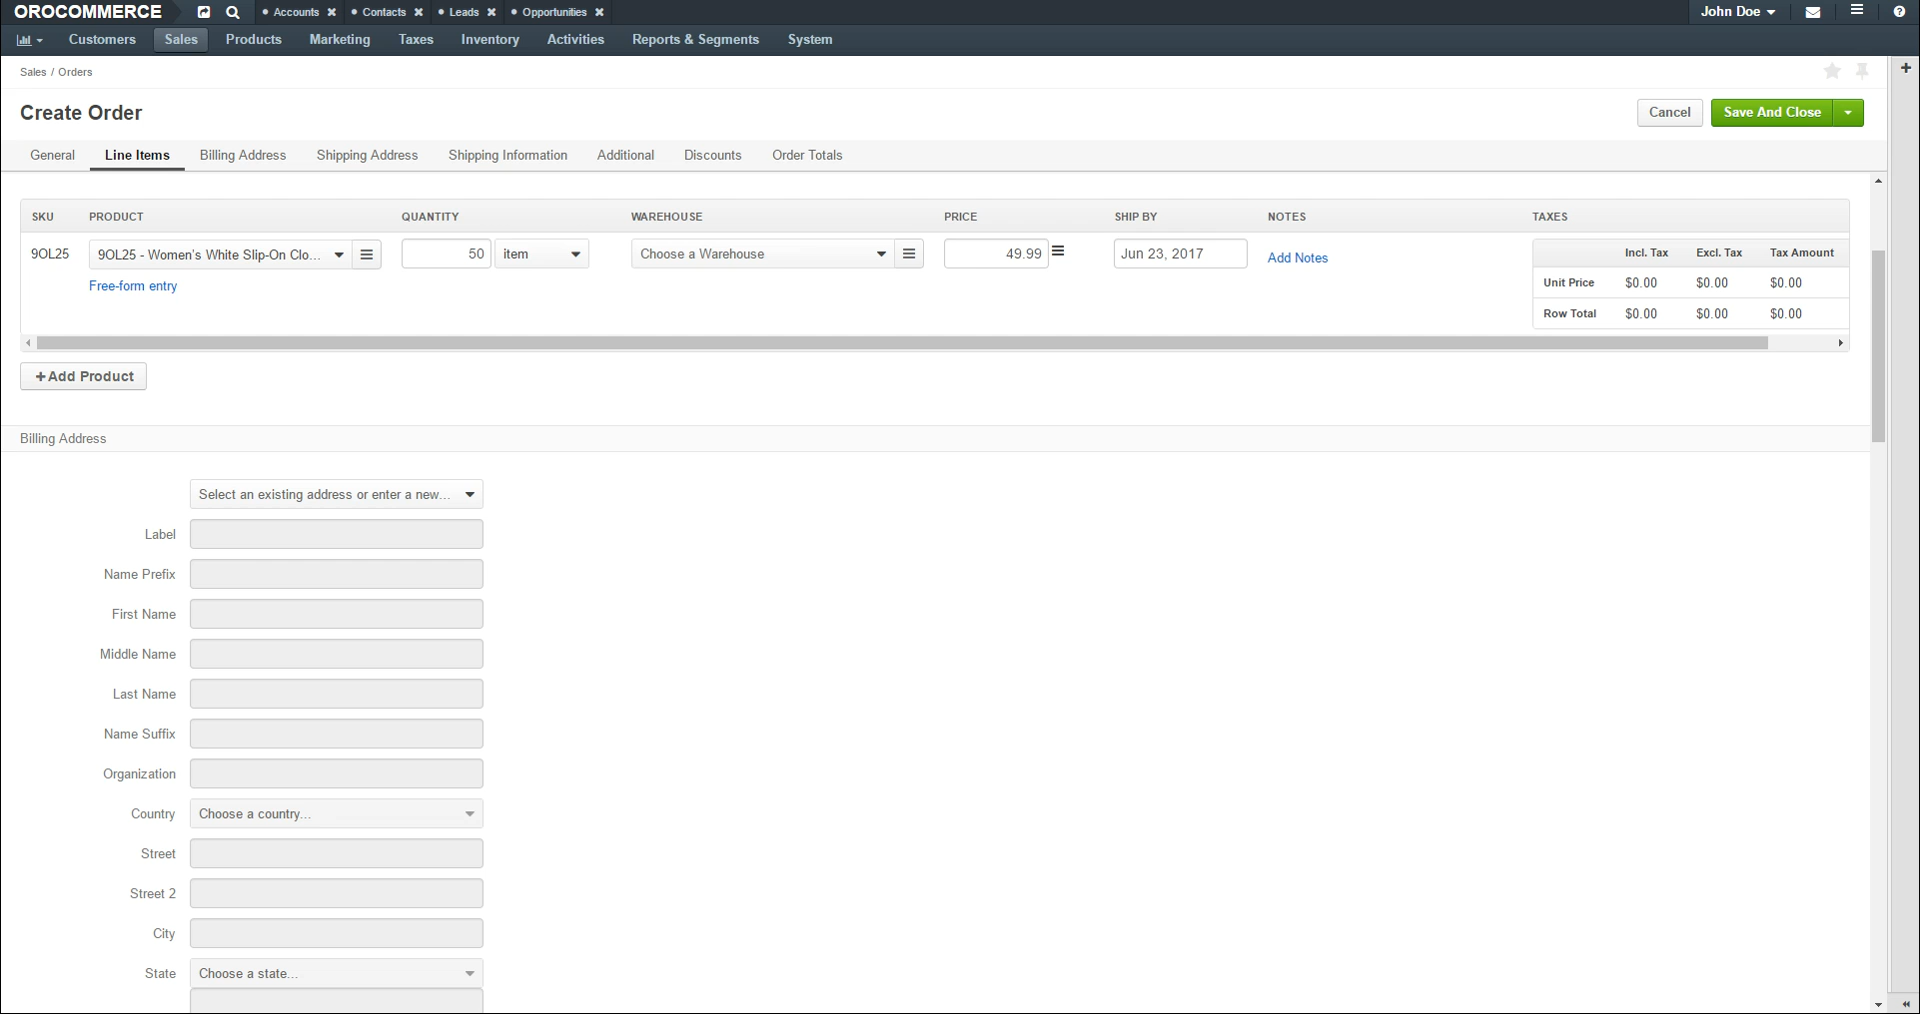 OROCOMMERCE Accounts Contacts Leads Opportunities John Doe
Customers Sales Products Marketing Taxes Inventory Activities Reports & Segments System
Sales / Orders
Create Order Cancel Save And Close
General Line Items Billing Address Shipping Address Shipping Information Additional Discounts Order Totals
SKU PRODUCT QUANTITY WAREHOUSE PRICE SHIP BY NOTES TAXES
9OL25 9OL25 - Women's White Slip-On Clo... 50 item Choose a Warehouse 49.99 Jun 23, 2017 Add Notes Incl. Tax Excl. Tax Tax Amount
Free-form entry Unit Price $0.00 $0.00 $0.00
Row Total $0.00 $0.00 $0.00
+Add Product
Billing Address
Select an existing address or enter a new...
Label
Name Prefix
First Name
Middle Name
Last Name
Name Suffix
Organization
Country Choose a country...
Street
Street 2
City
State Choose a state...